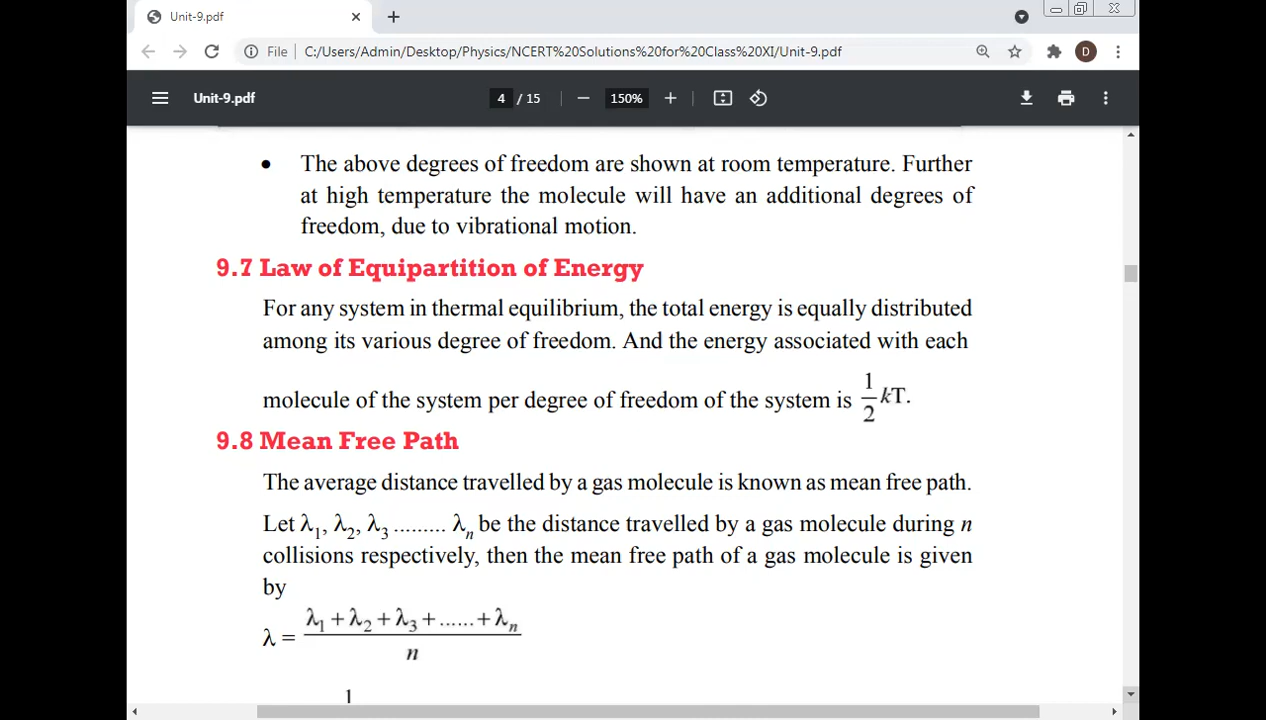 Unit-9.pdf
File C:/Users/Admin/Desktop/Physics/NCERT%20Solutions%20for%20Class%20XI/Unit-9.pdf
D
Unit-9.pdf 4 / 15 150%
• The above degrees of freedom are shown at room temperature. Further
at high temperature the molecule will have an additional degrees of
freedom, due to vibrational motion.
9.7 Law of Equipartition of Energy
For any system in thermal equilibrium, the total energy is equally distributed
among its various degree of freedom. And the energy associated with each
molecule of the system per degree of freedom of the system is 1/2 kT.
9.8 Mean Free Path
The average distance travelled by a gas molecule is known as mean free path.
Let λ₁, λ₂, λ₃ ......... λₙ be the distance travelled by a gas molecule during n
collisions respectively, then the mean free path of a gas molecule is given
by
λ = (λ₁ + λ₂ + λ₃ + ...... + λₙ) / n
1